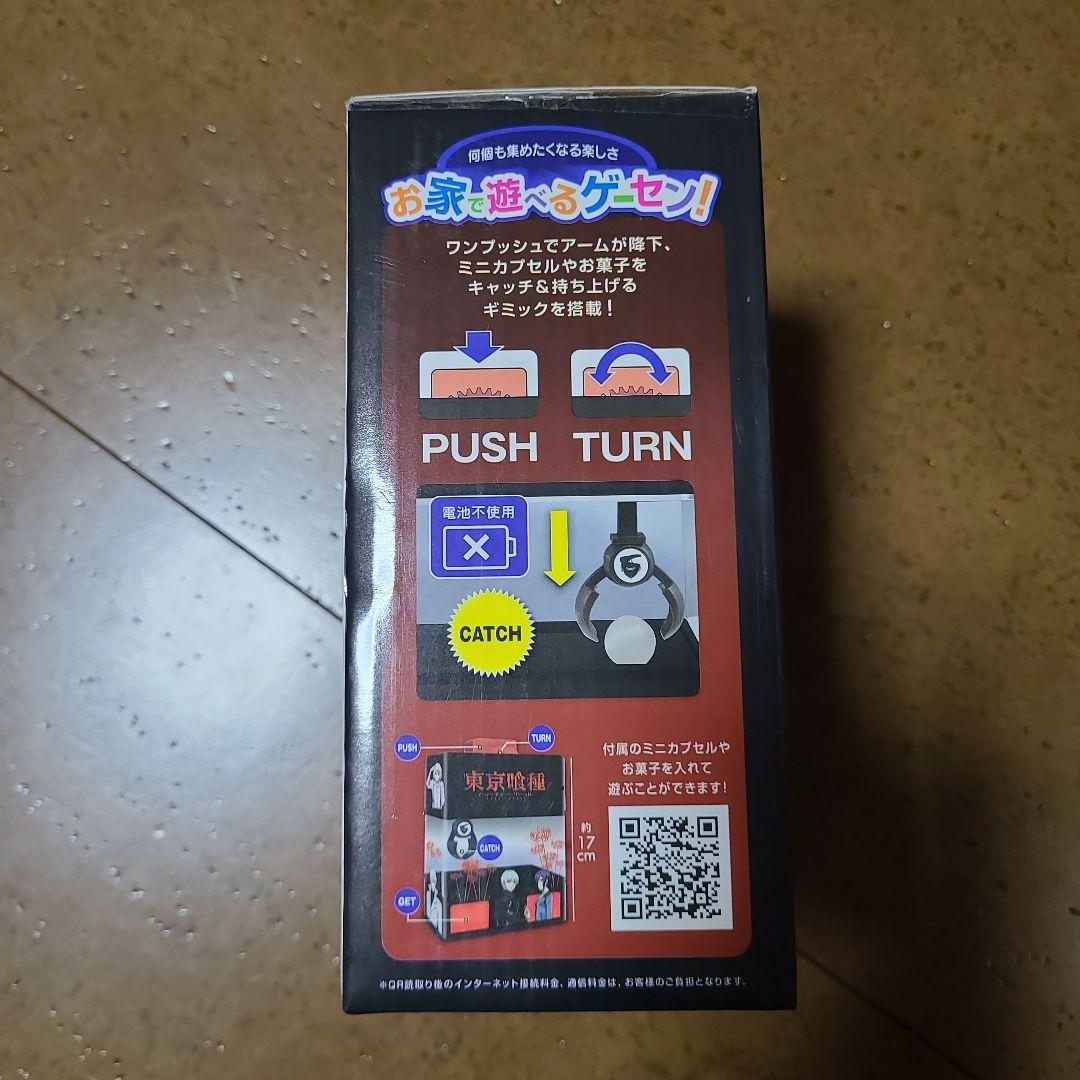 何個も集めたくなる楽しさ
お家で遊べるゲーセン!
ワンプッシュでアームが降下、
ミニカプセルやお菓子を
キャッチ&持ち上げる
ギミックを搭載!
PUSH TURN
電池不使用
CATCH
PUSH
TURN
東京喰種
CATCH
GET
約
17
cm
付属のミニカプセルや
お菓子を入れて
遊ぶことができます!
※QR読取り後のインターネット接続料金、通信料金は、お客様のご負担となります。